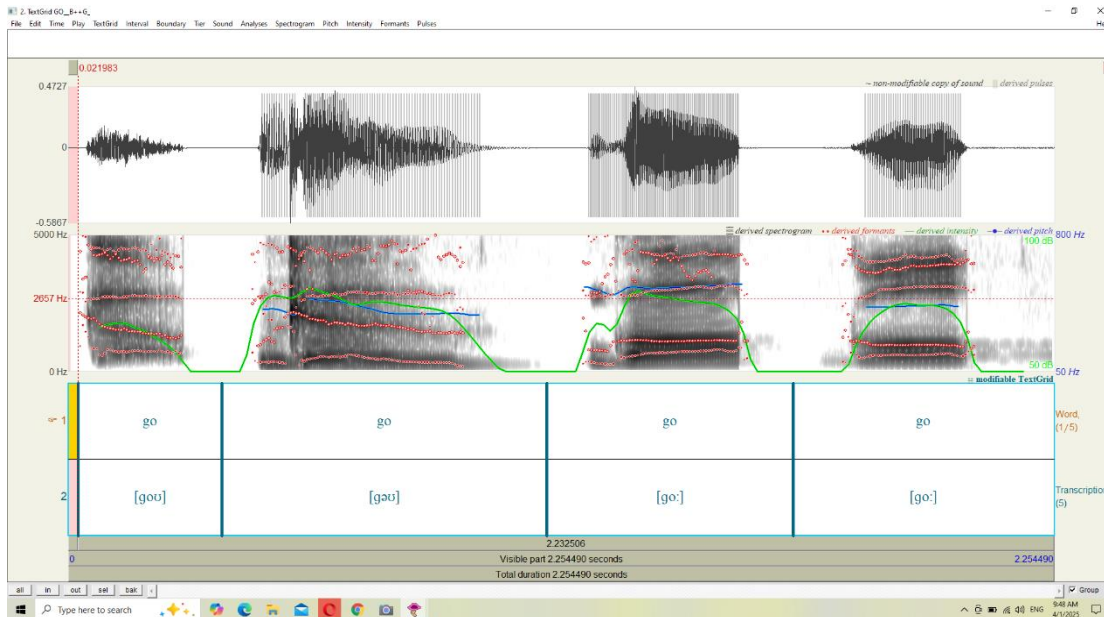 2. TextGrid GO__B++G_
File Edit Time Play TextGrid Interval Boundary Tier Sound Analyses Spectrogram Pitch Intensity Formants Pulses He
0.021983
0.4727
~ non-modifiable copy of sound derived pulses
0
-0.5867
5000 Hz
derived spectrogram derived formants derived intensity derived pitch 800 Hz
100 dB
2657 Hz
0 Hz
50 dB 50 Hz
modifiable TextGrid
1 go go go go Word, (1/5)
2 [goʊ] [gəʊ] [go:] [go:] Transcription (5)
2.232506
0 Visible part 2.254490 seconds 2.254490
Total duration 2.254490 seconds
all in out sel bak Group
Type here to search ENG 9:48 AM
4/1/2025